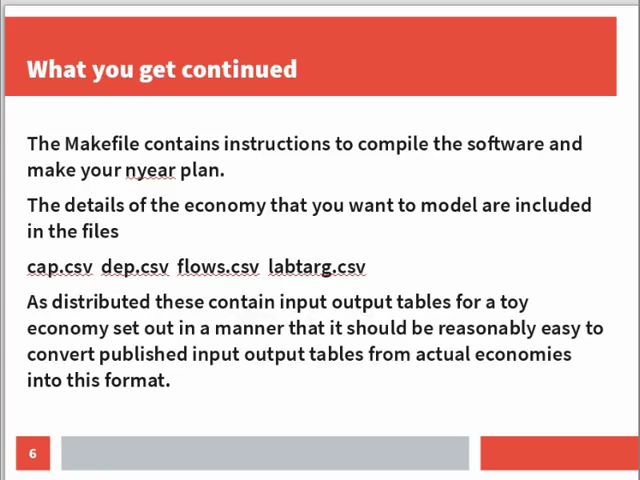 What you get continued
The Makefile contains instructions to compile the software and
make your nyear plan.
The details of the economy that you want to model are included
in the files
cap.csv dep.csv flows.csv labtarg.csv
As distributed these contain input output tables for a toy
economy set out in a manner that it should be reasonably easy to
convert published input output tables from actual economies
into this format.
6